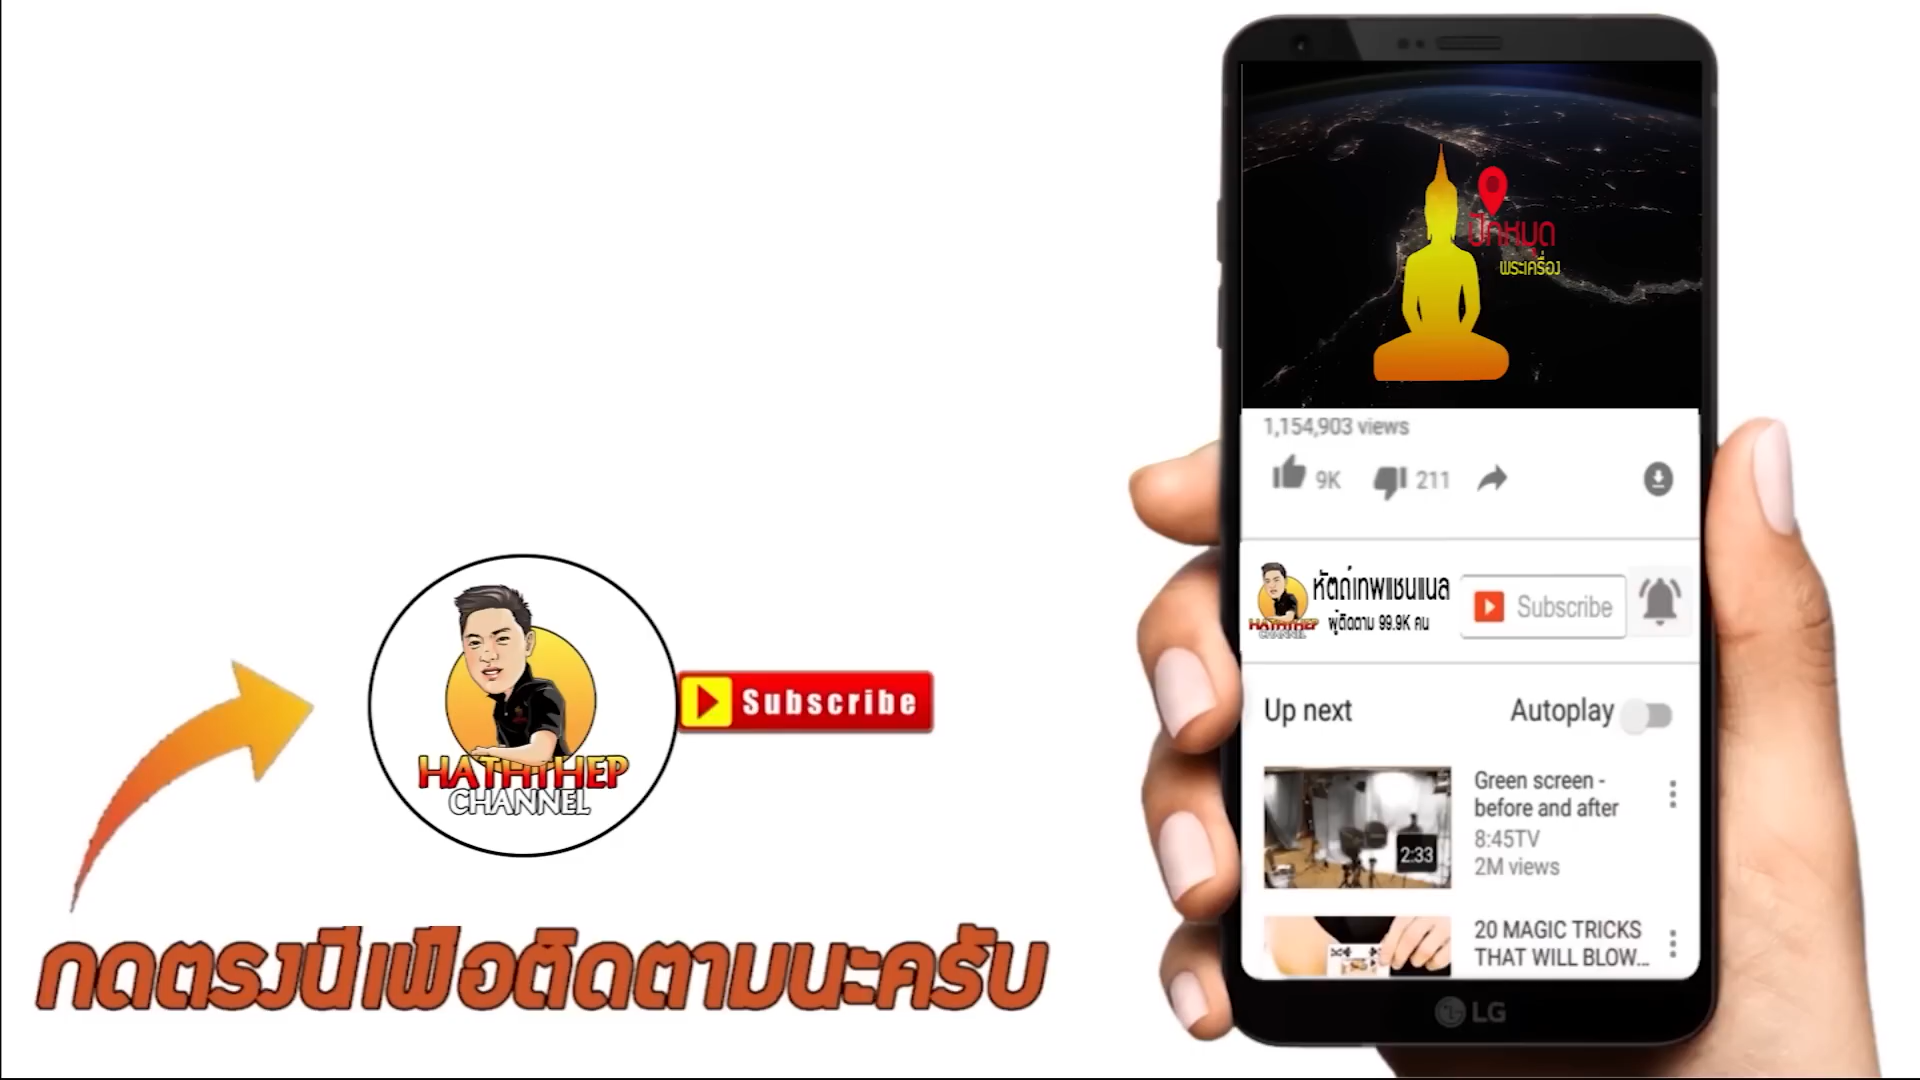 HATHTHEP
CHANNEL
Subscribe
กดตรงนี้เพื่อติดตามนะครับ
ปักหมุด
พระเครื่อง
1,154,903 views
9K 211
หัตถ์เทพแชนแนล
ผู้ติดตาม 99.9K คน
HATHTHEP
CHANNEL
Subscribe
Up next Autoplay
Green screen -
before and after
8:45TV
2M views
2:33
20 MAGIC TRICKS
THAT WILL BLOW...
LG